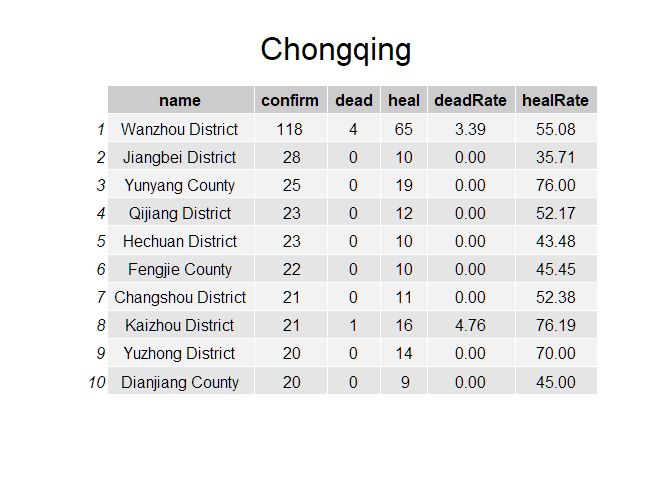 Chongqing
name confirm dead heal deadRate healRate
1 Wanzhou District 118 4 65 3.39 55.08
2 Jiangbei District 28 0 10 0.00 35.71
3 Yunyang County 25 0 19 0.00 76.00
4 Qijiang District 23 0 12 0.00 52.17
5 Hechuan District 23 0 10 0.00 43.48
6 Fengjie County 22 0 10 0.00 45.45
7 Changshou District 21 0 11 0.00 52.38
8 Kaizhou District 21 1 16 4.76 76.19
9 Yuzhong District 20 0 14 0.00 70.00
10 Dianjiang County 20 0 9 0.00 45.00